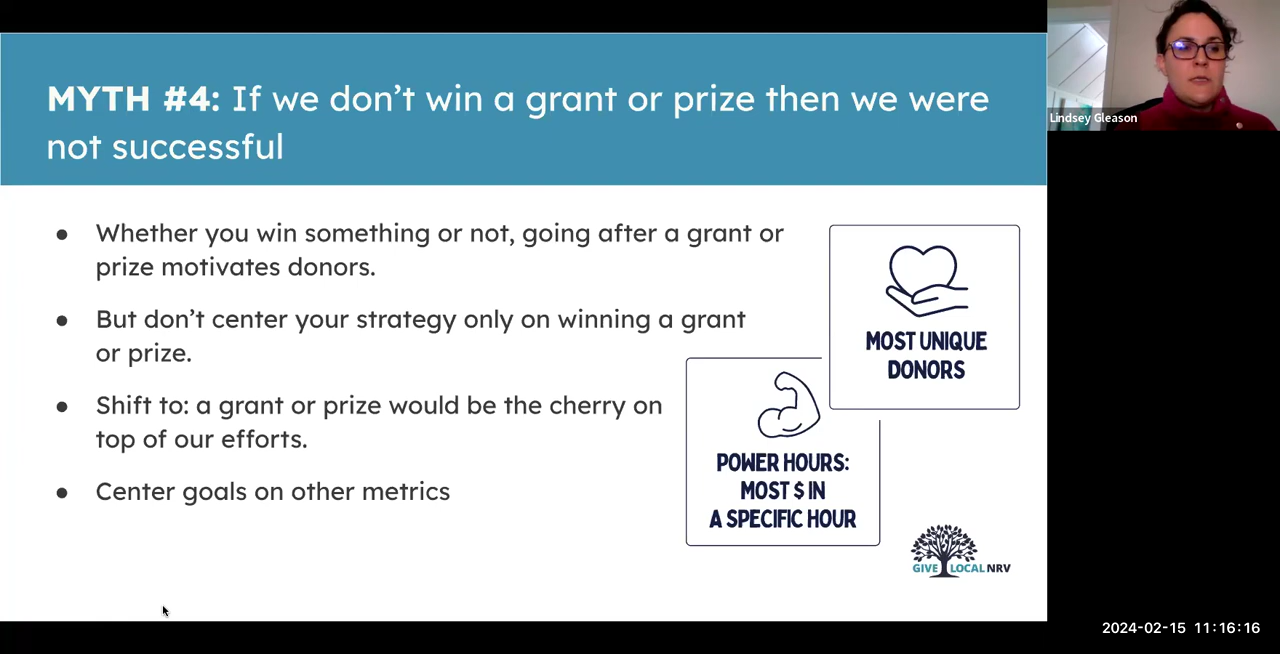 MYTH #4: If we don't win a grant or prize then we were
not successful
Lindsey Gleason
● Whether you win something or not, going after a grant or
prize motivates donors.
● But don't center your strategy only on winning a grant
or prize.
● Shift to: a grant or prize would be the cherry on
top of our efforts.
● Center goals on other metrics
MOST UNIQUE
DONORS
POWER HOURS:
MOST $ IN
A SPECIFIC HOUR
GIVE LOCAL NRV
2024-02-15 11:16:16